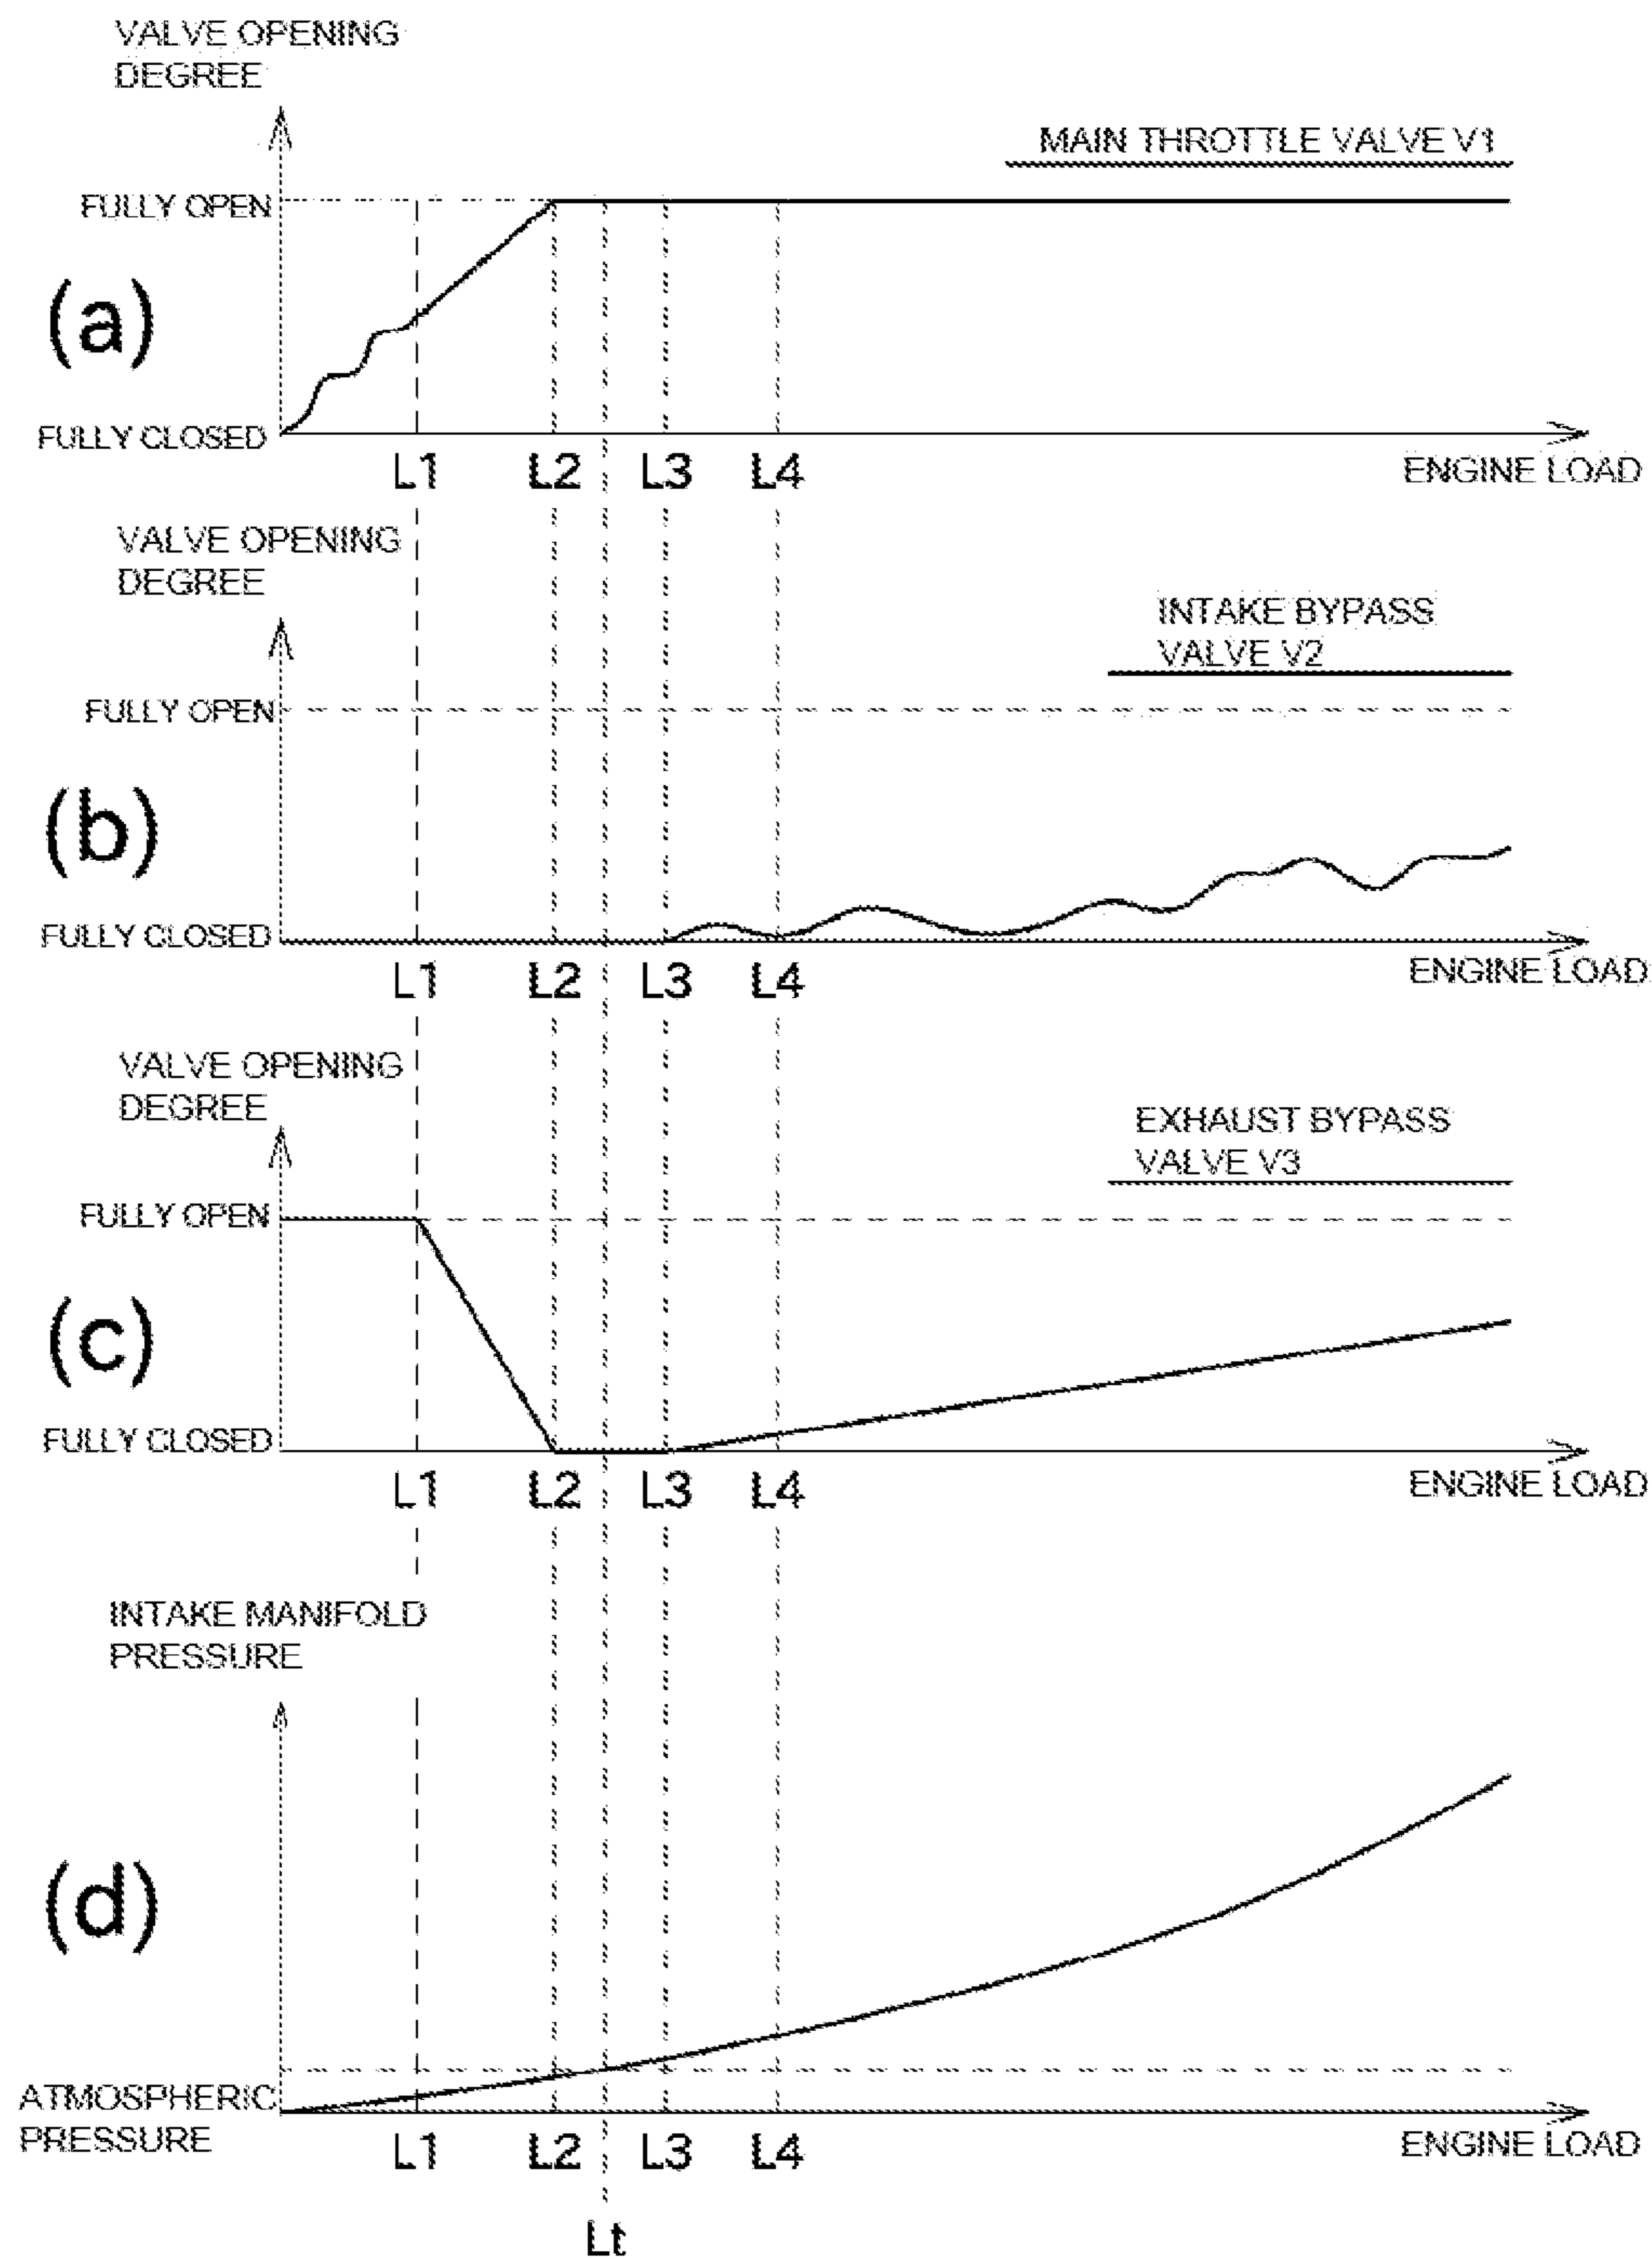 VALVE OPENING
DEGREE
MAIN THROTTLE VALVE V1
FULLY OPEN
(a)
FULLY CLOSED
L1 L2 L3 L4
ENGINE LOAD
VALVE OPENING
DEGREE
INTAKE BYPASS
VALVE V2
FULLY OPEN
(b)
FULLY CLOSED
L1 L2 L3 L4
ENGINE LOAD
VALVE OPENING
DEGREE
EXHAUST BYPASS
VALVE V3
FULLY OPEN
(c)
FULLY CLOSED
L1 L2 L3 L4
ENGINE LOAD
INTAKE MANIFOLD
PRESSURE
(d)
ATMOSPHERIC
PRESSURE
L1 L2 L3 L4
ENGINE LOAD
Lt